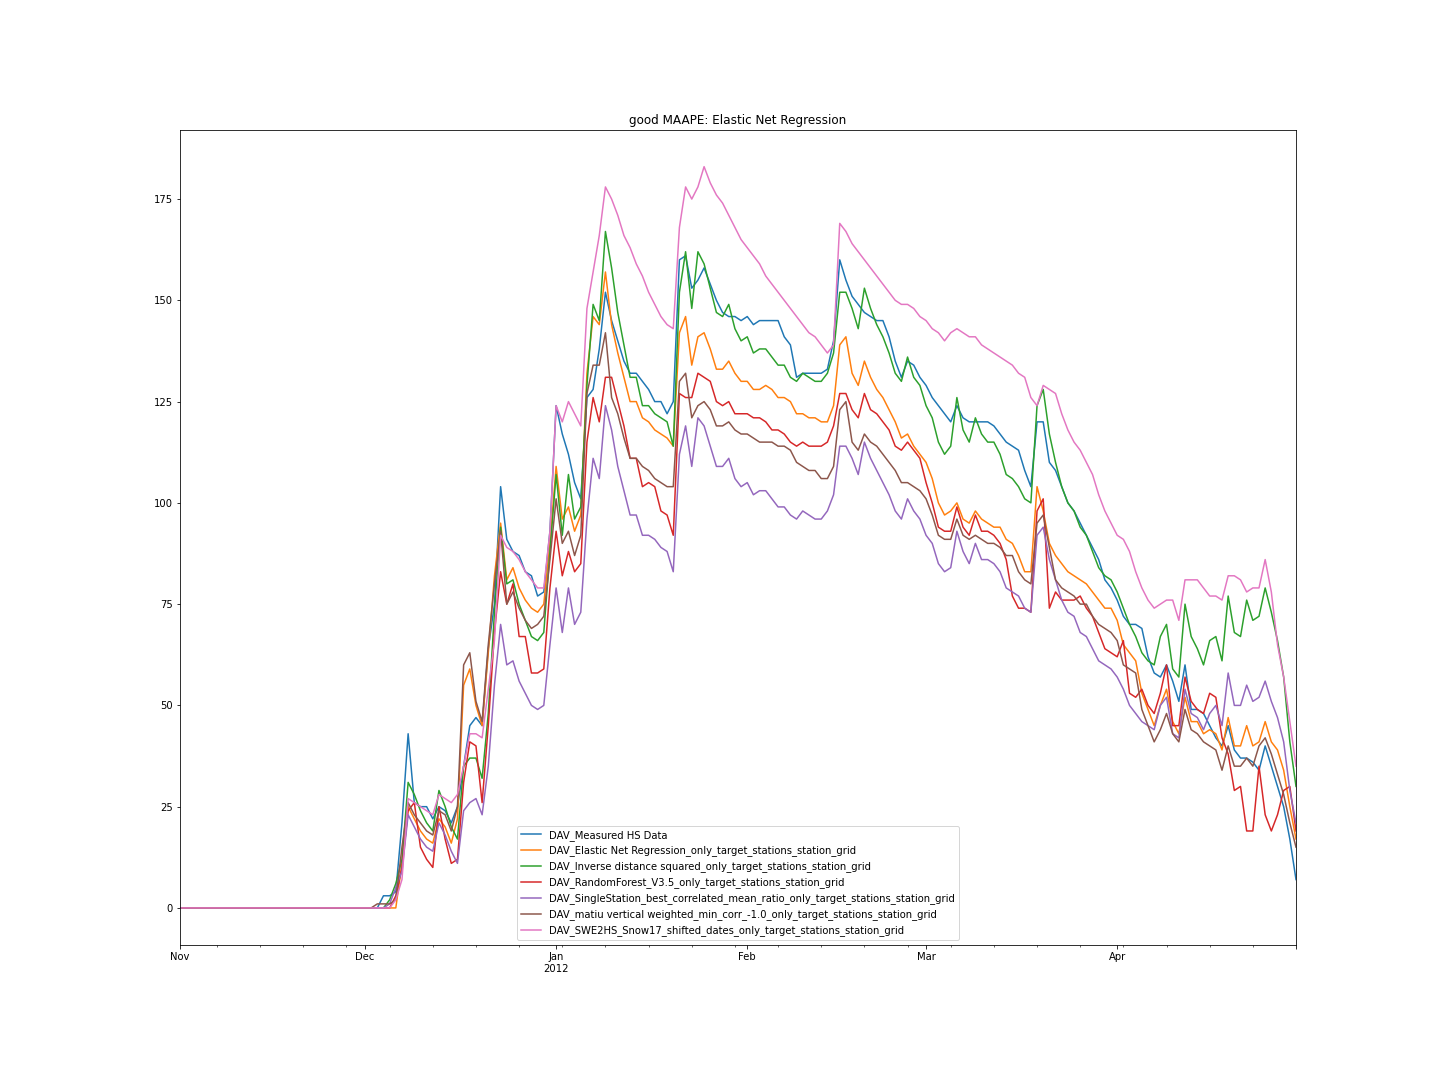 good MAAPE: Elastic Net Regression
175
150
125
100
75
50
25
0
DAV_Measured HS Data
DAV_Elastic Net Regression_only_target_stations_station_grid
DAV_Inverse distance squared_only_target_stations_station_grid
DAV_RandomForest_V3.5_only_target_stations_station_grid
DAV_SingleStation_best_correlated_mean_ratio_only_target_stations_station_grid
DAV_matiu vertical weighted_min_corr_-1.0_only_target_stations_station_grid
DAV_SWE2HS_Snow17_shifted_dates_only_target_stations_station_grid
Nov Dec Jan Feb Mar Apr
2012